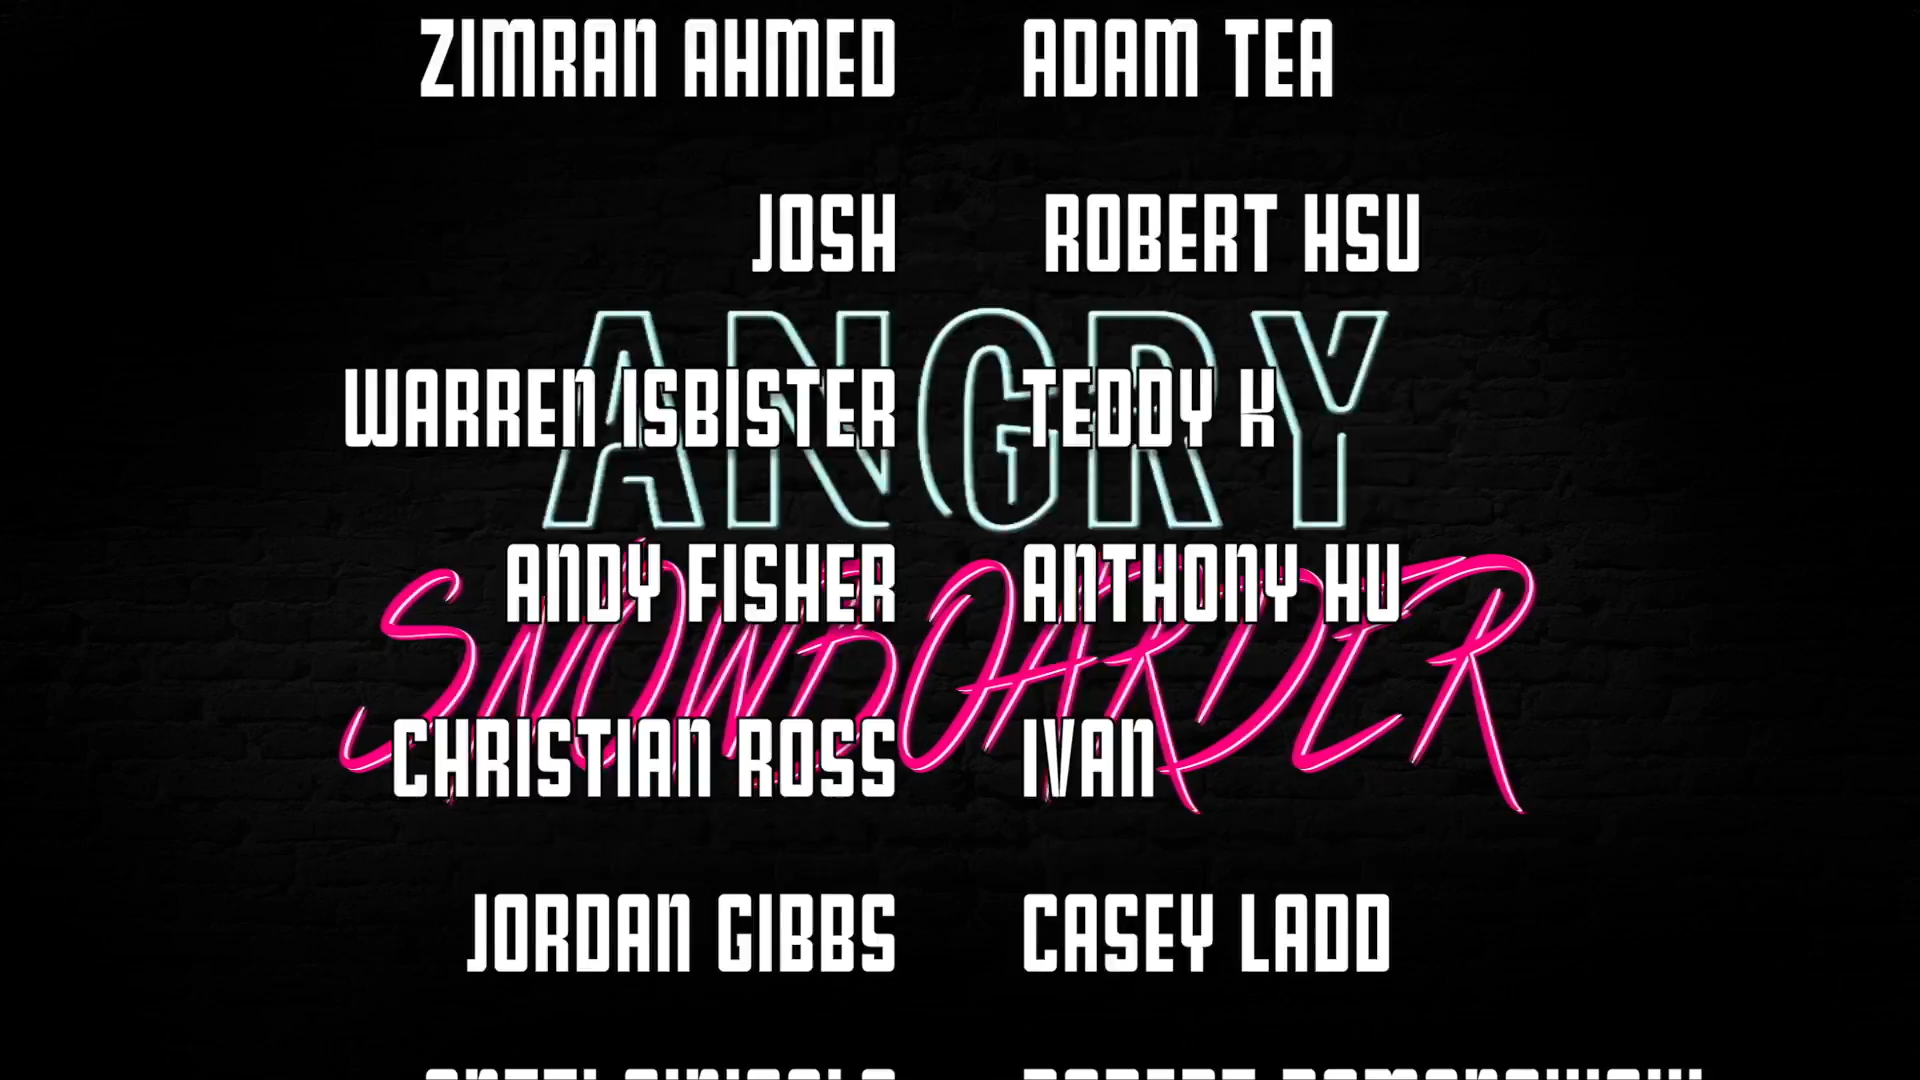 ZIMRAN AHMED ADAM TEA
JOSH ROBERT HSU
ANGRY
WARREN ISBISTER TEDDY K
ANDY FISHER ANTHONY HU
SNOWBOARDER
CHRISTIAN ROSS IVAN
JORDAN GIBBS CASEY LADD